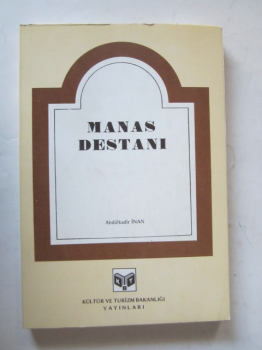 MANAS
DESTANI
Abdülkadir İNAN
KÜLTÜR VE TURİZM BAKANLIĞI
YAYINLARI